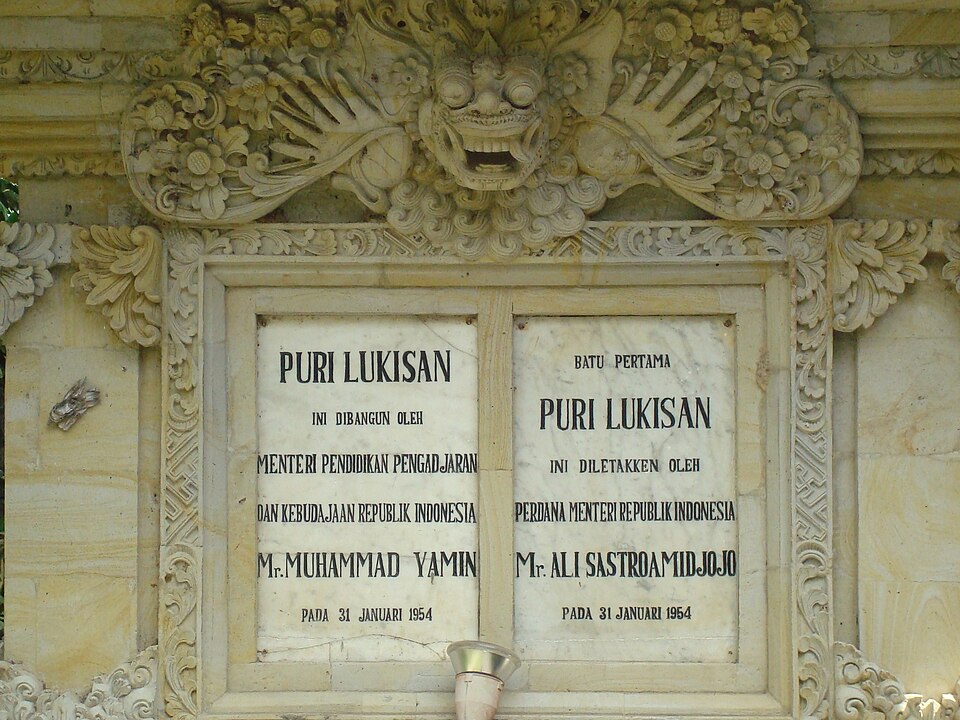 PURI LUKISAN
INI DIBANGUN OLEH
MENTERI PENDIDIKAN PENGADJARAN
DAN KEBUDAJAAN REPUBLIK INDONESIA
Mr. MUHAMMAD YAMIN
PADA 31 JANUARI 1954
BATU PERTAMA
PURI LUKISAN
INI DILETAKKEN OLEH
PERDANA MENTERI REPUBLIK INDONESIA
Mr. ALI SASTROAMIDJOJO
PADA 31 JANUARI 1954